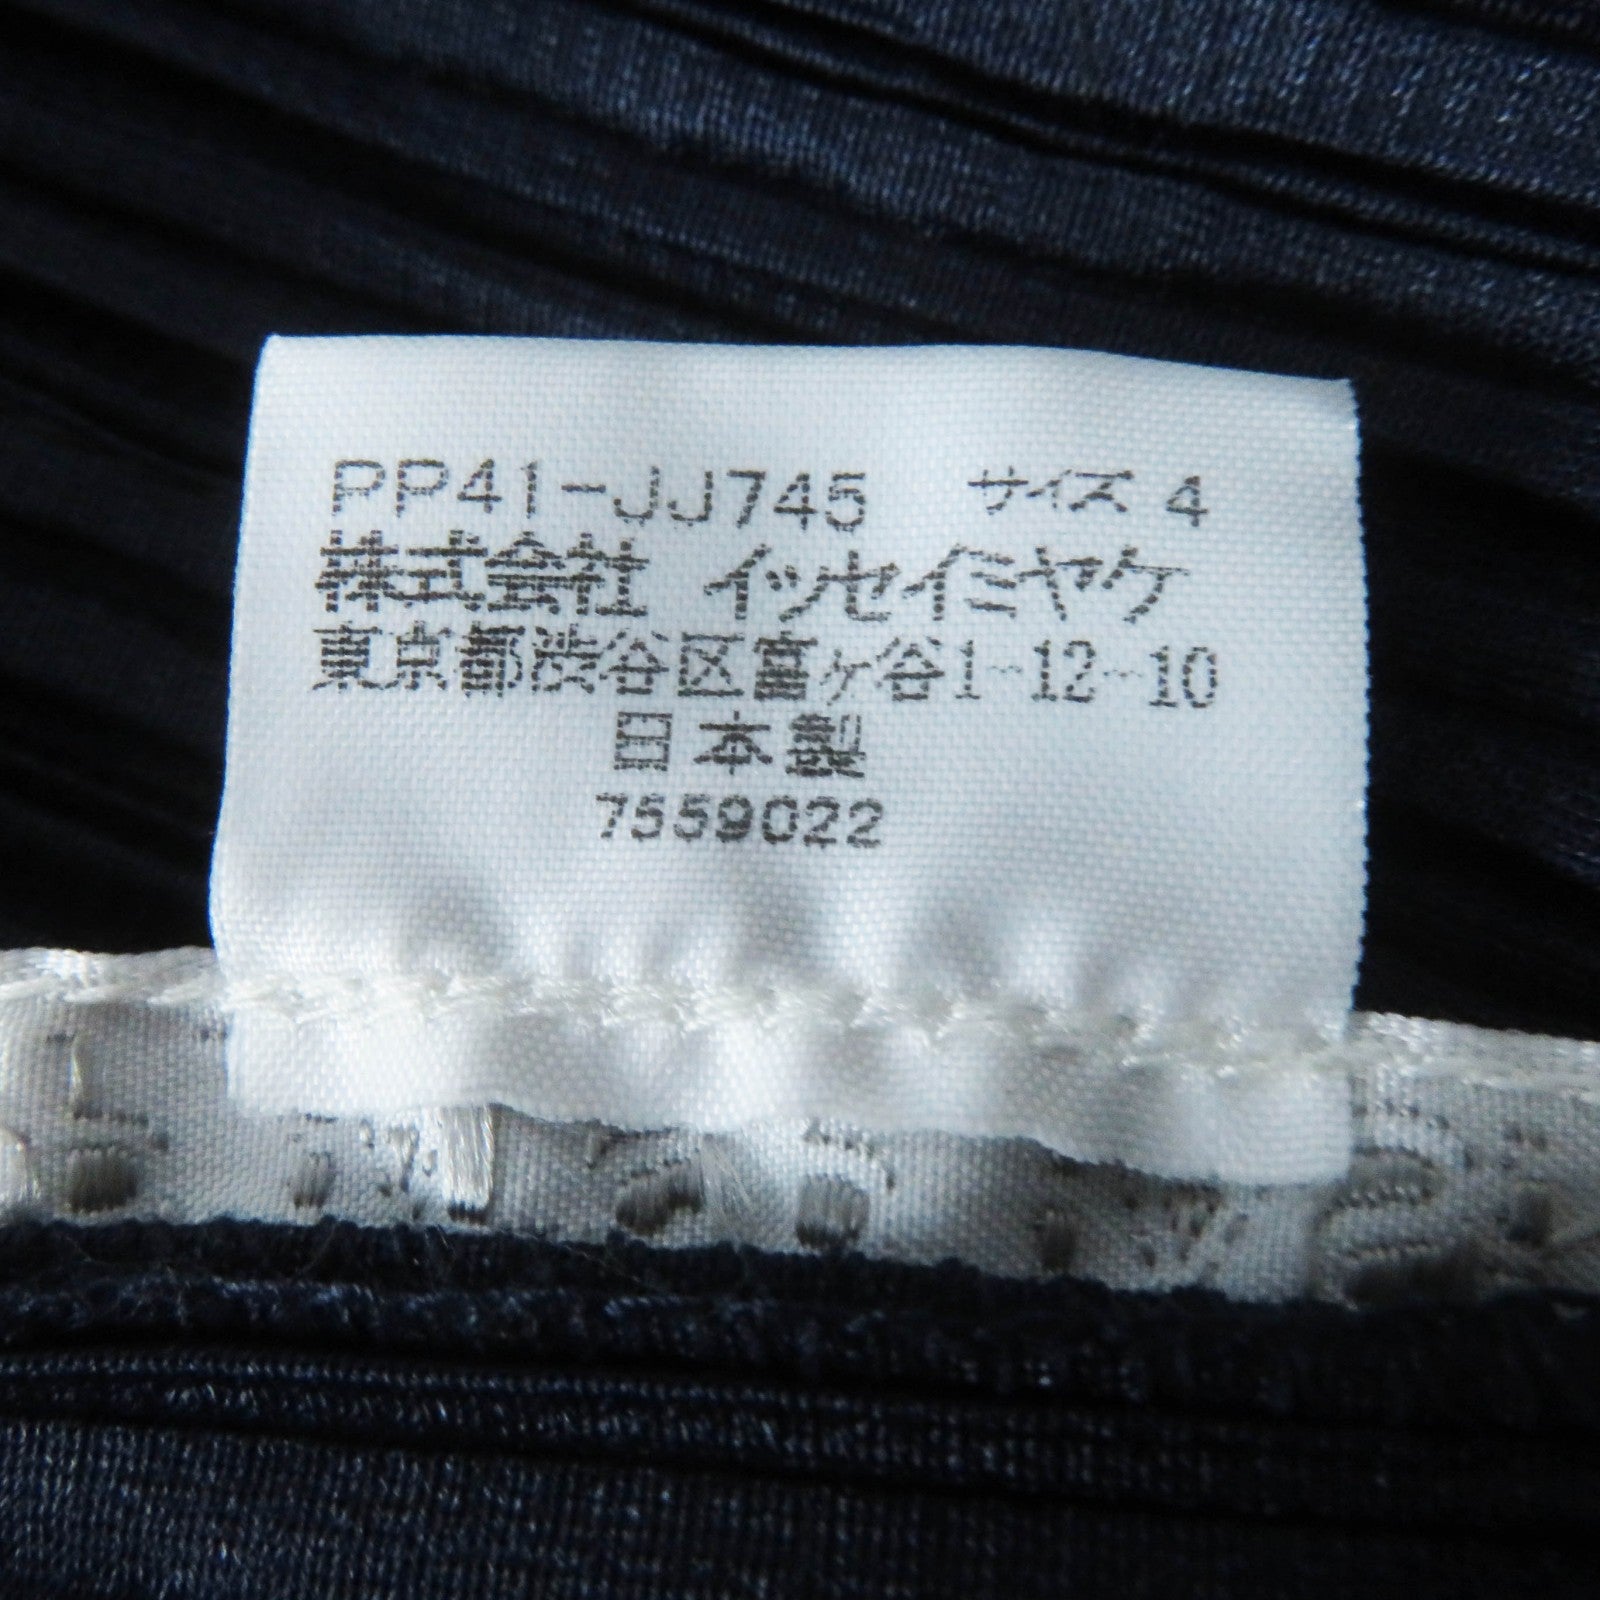 PP41-JJ745 サイズ 4
株式会社 イッセイミヤケ
東京都渋谷区富ヶ谷1-12-10
日本製
7559022